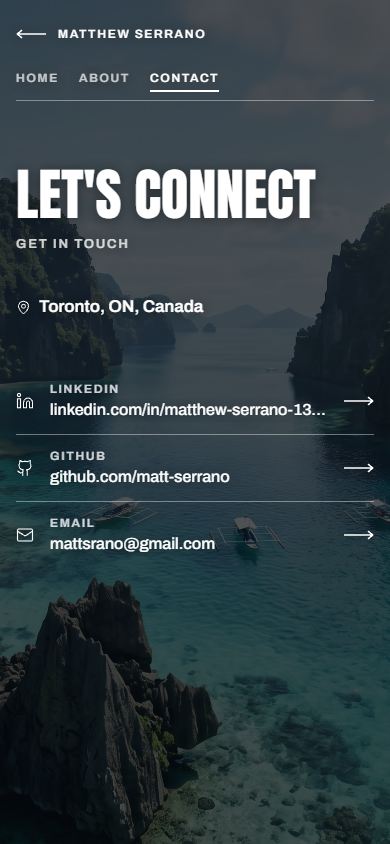 MATTHEW SERRANO
HOME ABOUT CONTACT
LET'S CONNECT
GET IN TOUCH
Toronto, ON, Canada
LINKEDIN
linkedin.com/in/matthew-serrano-13...
GITHUB
github.com/matt-serrano
EMAIL
mattsrano@gmail.com